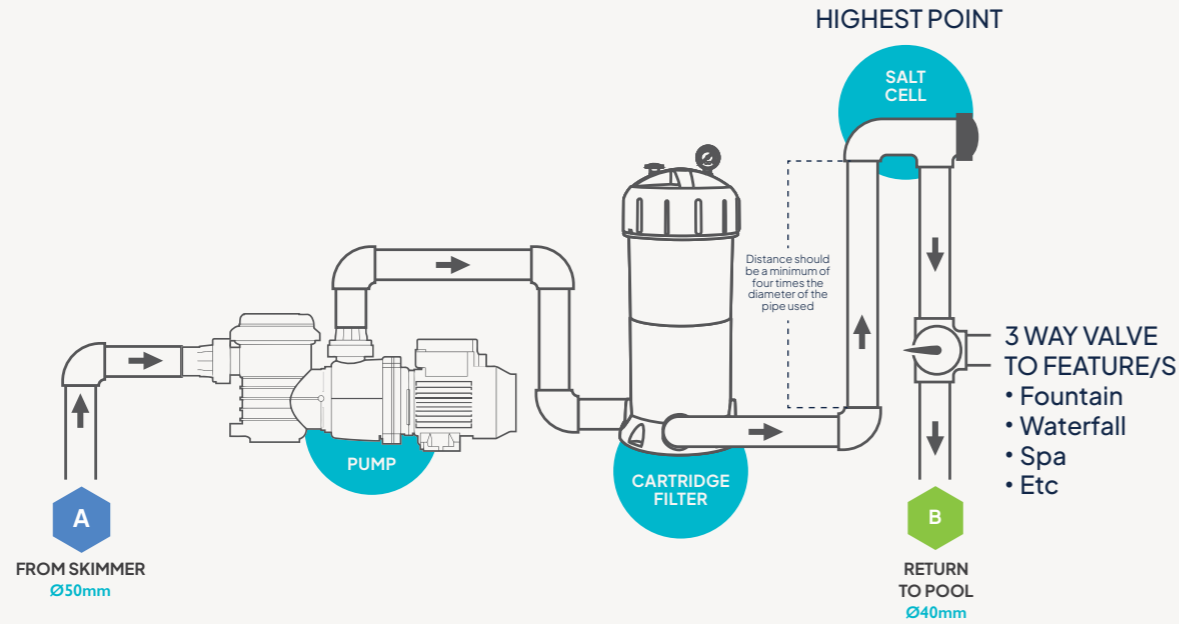 HIGHEST POINT
SALT
CELL
Distance should
be a minimum of
four times the
diameter of the
pipe used
3 WAY VALVE
TO FEATURE/S
• Fountain
• Waterfall
• Spa
• Etc
PUMP
CARTRIDGE
FILTER
A
FROM SKIMMER
Ø50mm
B
RETURN
TO POOL
Ø40mm